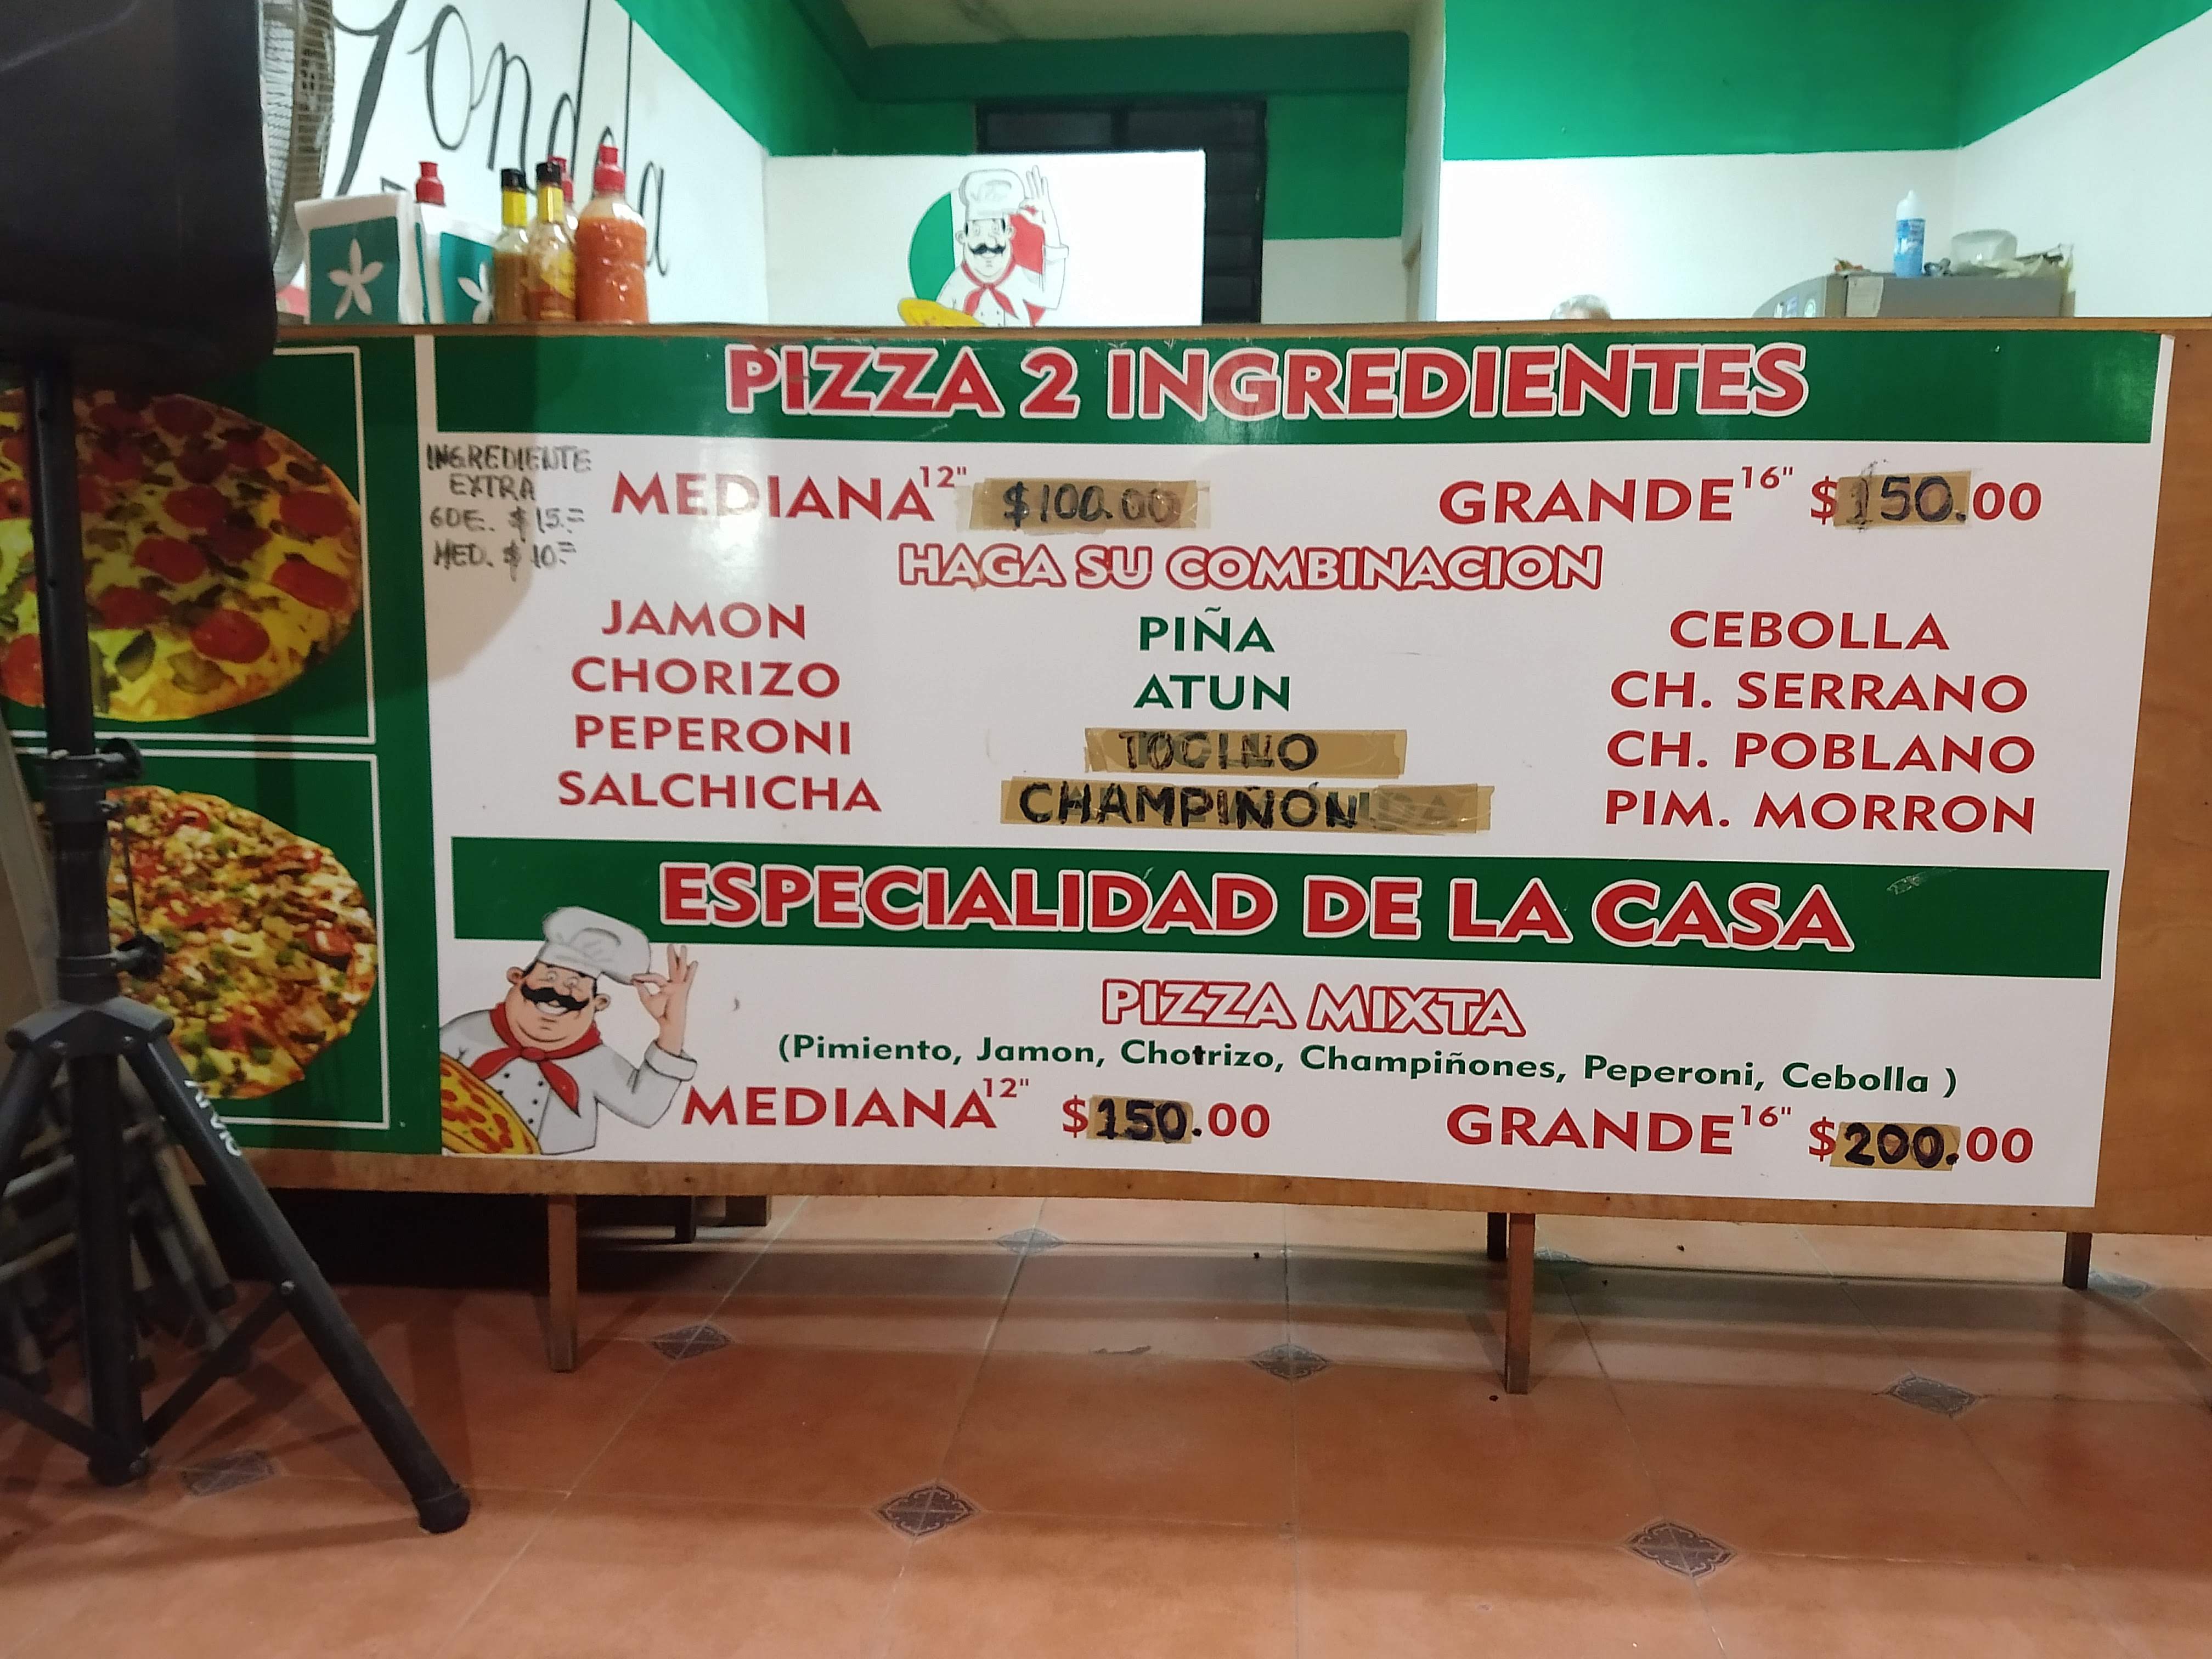 PIZZA 2 INGREDIENTES
INGREDIENTE
EXTRA
GDE. $15.=
MED. $10.=
MEDIANA 12" $100.00 GRANDE 16" $150.00
HAGA SU COMBINACION
JAMON PIÑA CEBOLLA
CHORIZO ATUN CH. SERRANO
PEPERONI TOCINO CH. POBLANO
SALCHICHA CHAMPIÑON PIM. MORRON
ESPECIALIDAD DE LA CASA
PIZZA MIXTA
(Pimiento, Jamon, Chotrizo, Champiñones, Peperoni, Cebolla )
MEDIANA 12" $150.00 GRANDE 16" $200.00